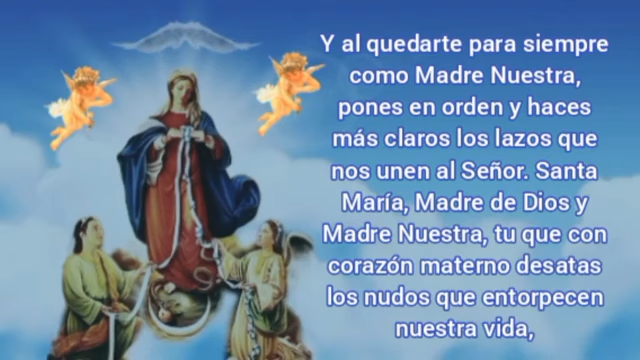 Y al quedarte para siempre
como Madre Nuestra,
pones en orden y haces
más claros los lazos que
nos unen al Señor. Santa
María, Madre de Dios y
Madre Nuestra, tu que con
corazón materno desatas
los nudos que entorpecen
nuestra vida,